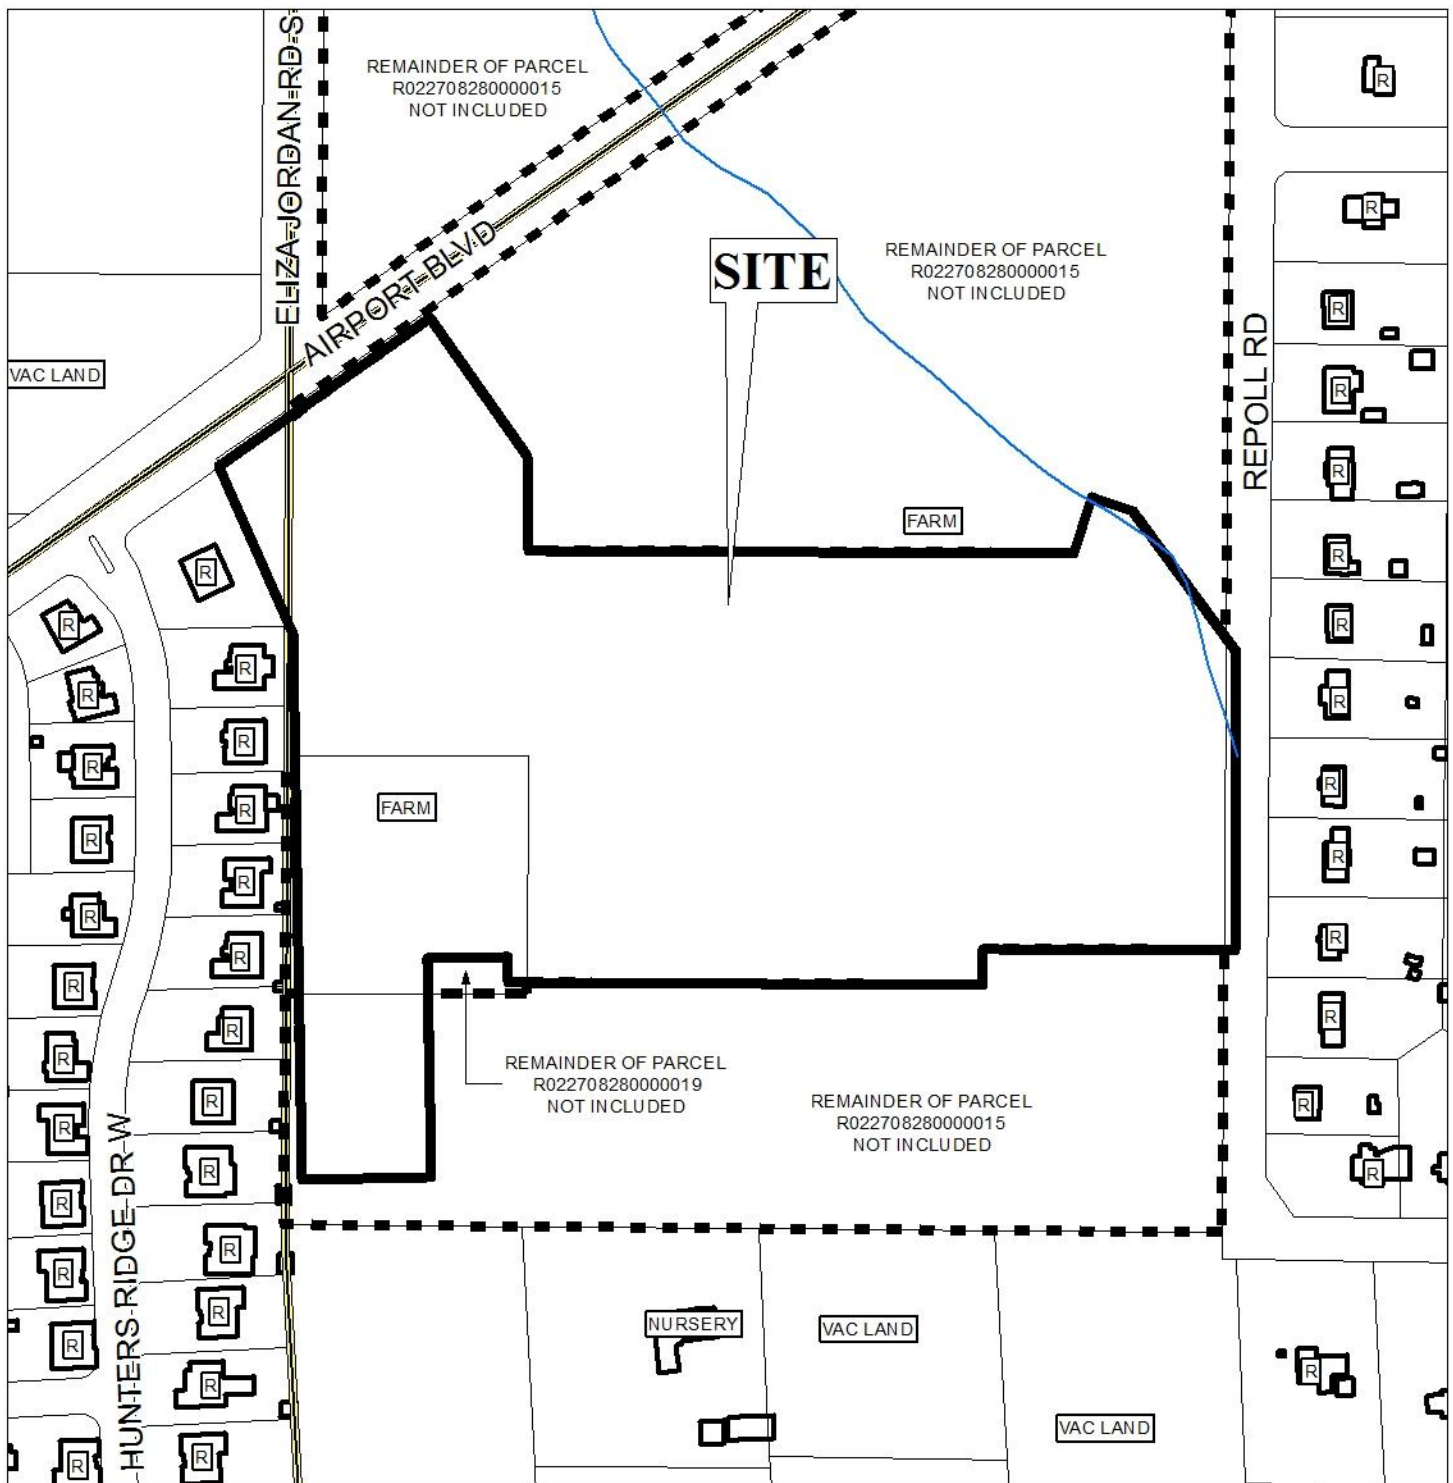 ELIZA JORDAN RD S
REMAINDER OF PARCEL
R022708280000015
NOT INCLUDED
R
R
AIRPORT BLVD
SITE
REMAINDER OF PARCEL
R022708280000015
NOT INCLUDED
R
REPOLL RD
VAC LAND
R
R
FARM
R
R
R
R
R
R
R
R
R
R
FARM
R
R
R
R
R
R
R
R
R
R
R
R
REMAINDER OF PARCEL
R022708280000019
NOT INCLUDED
REMAINDER OF PARCEL
R022708280000015
NOT INCLUDED
R
R
R
R
R
HUNTERS RIDGE DR W
R
R
R
R
NURSERY
VAC LAND
R
R
R
R
VAC LAND
R
R